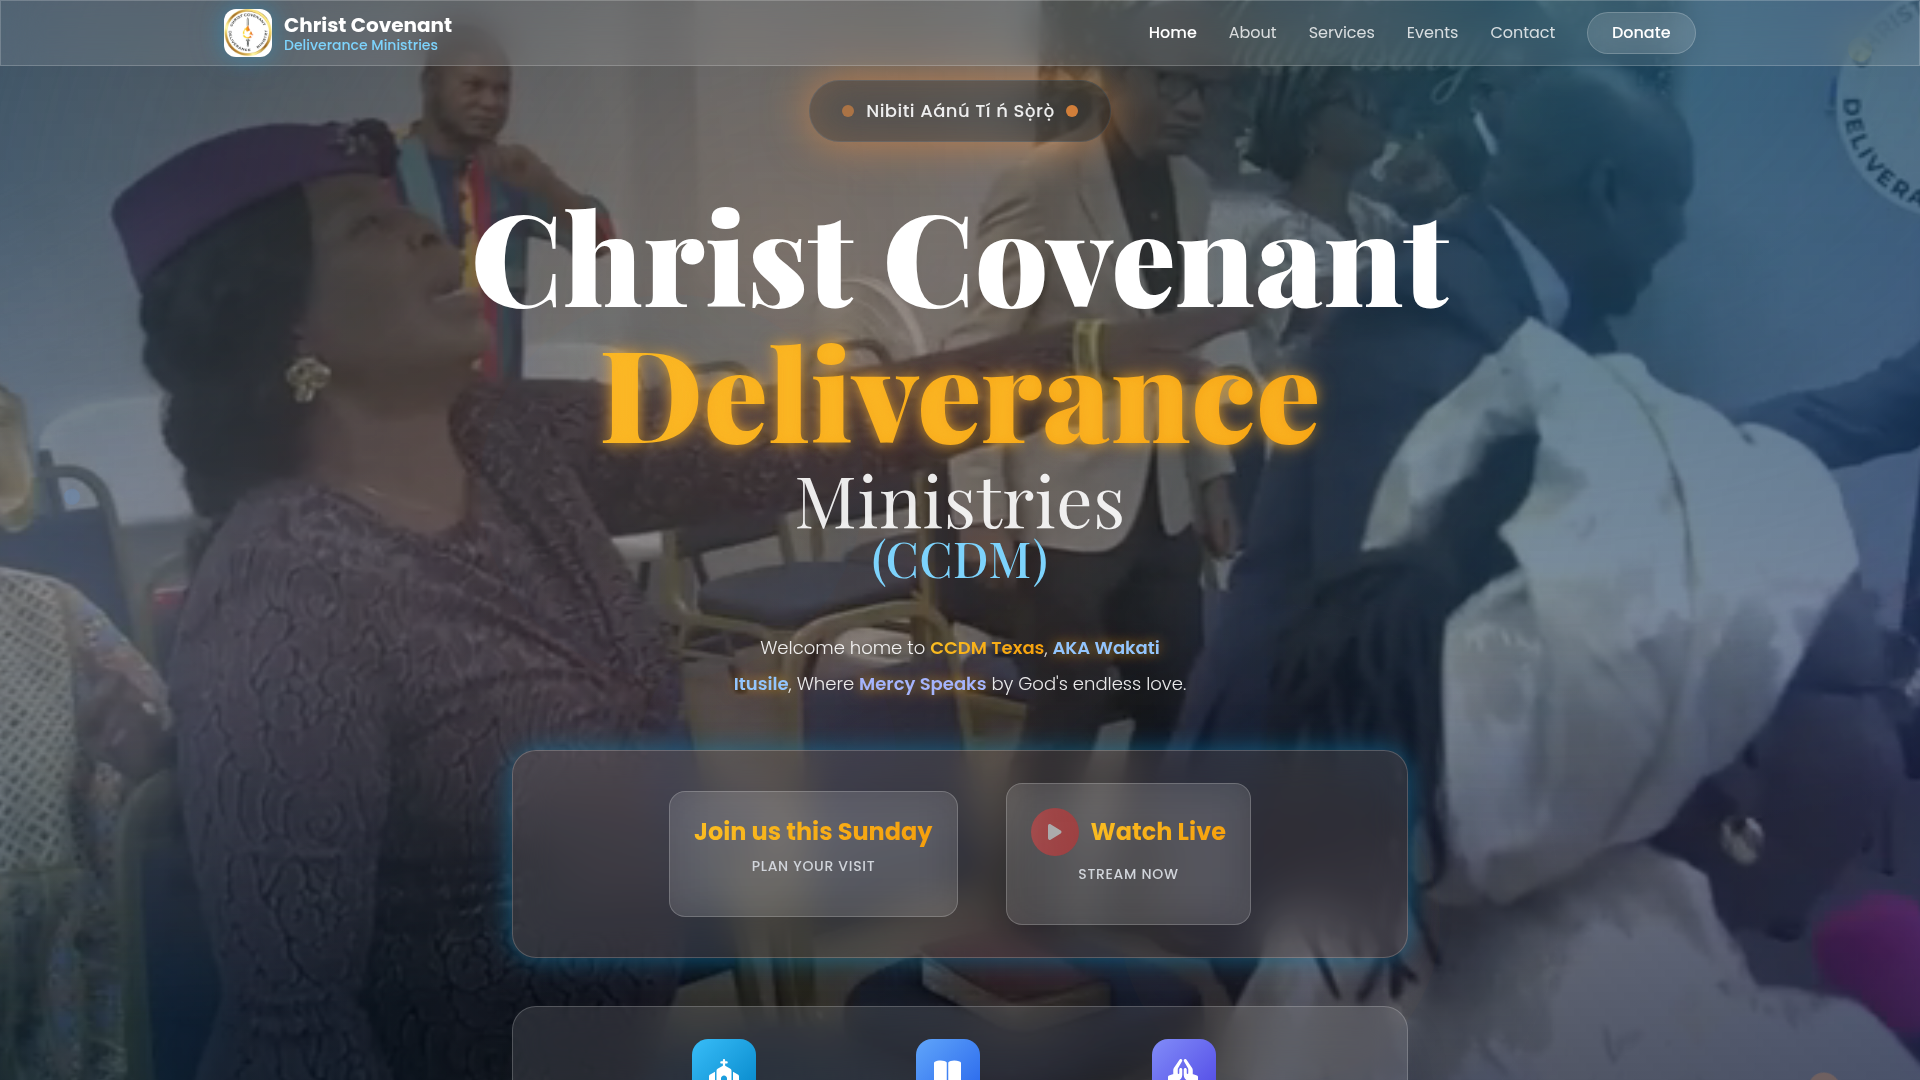 Christ Covenant
Deliverance Ministries
Home
About
Services
Events
Contact
Donate
Nibiti Aánú Tí ń Sọ̀rọ̀
Christ Covenant
Deliverance
Ministries
(CCDM)
Welcome home to CCDM Texas, AKA Wakati
Itusile, Where Mercy Speaks by God's endless love.
Join us this Sunday
PLAN YOUR VISIT
Watch Live
STREAM NOW
DELIVERA